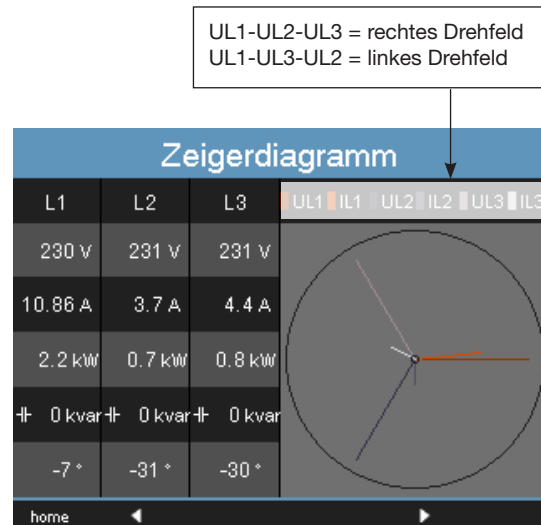 UL1-UL2-UL3 = rechtes Drehfeld
UL1-UL3-UL2 = linkes Drehfeld
Zeigerdiagramm
L1 L2 L3 UL1 IL1 UL2 IL2 UL3 IL3
230 V 231 V 231 V
10.86 A 3.7 A 4.4 A
2.2 kW 0.7 kW 0.8 kW
0 kvar 0 kvar 0 kvar
-7 ° -31 ° -30 °
home